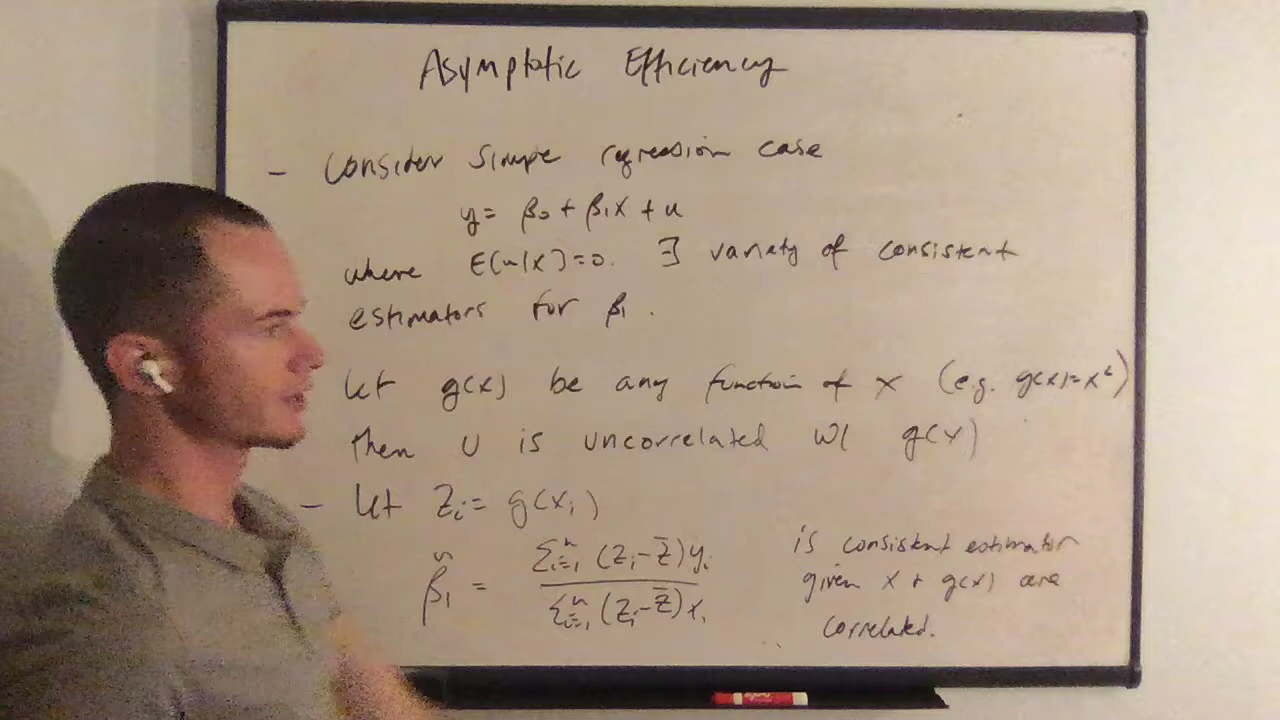 Asymptotic Efficiency
- Consider simple regression case
y = β₀ + β₁x + u
where E(u|x)=0. ∃ variety of consistent
estimators for β₁.
Let g(x) be any function of x (e.g. g(x)=x²)
Then u is uncorrelated w/ g(x)
- Let Zᵢ = g(xᵢ)
β̃₁ = Σⁿᵢ₌₁ (Zᵢ-Z̄)yᵢ / Σⁿᵢ₌₁ (Zᵢ-Z̄)xᵢ
is consistent estimator
given x + g(x) are
correlated.